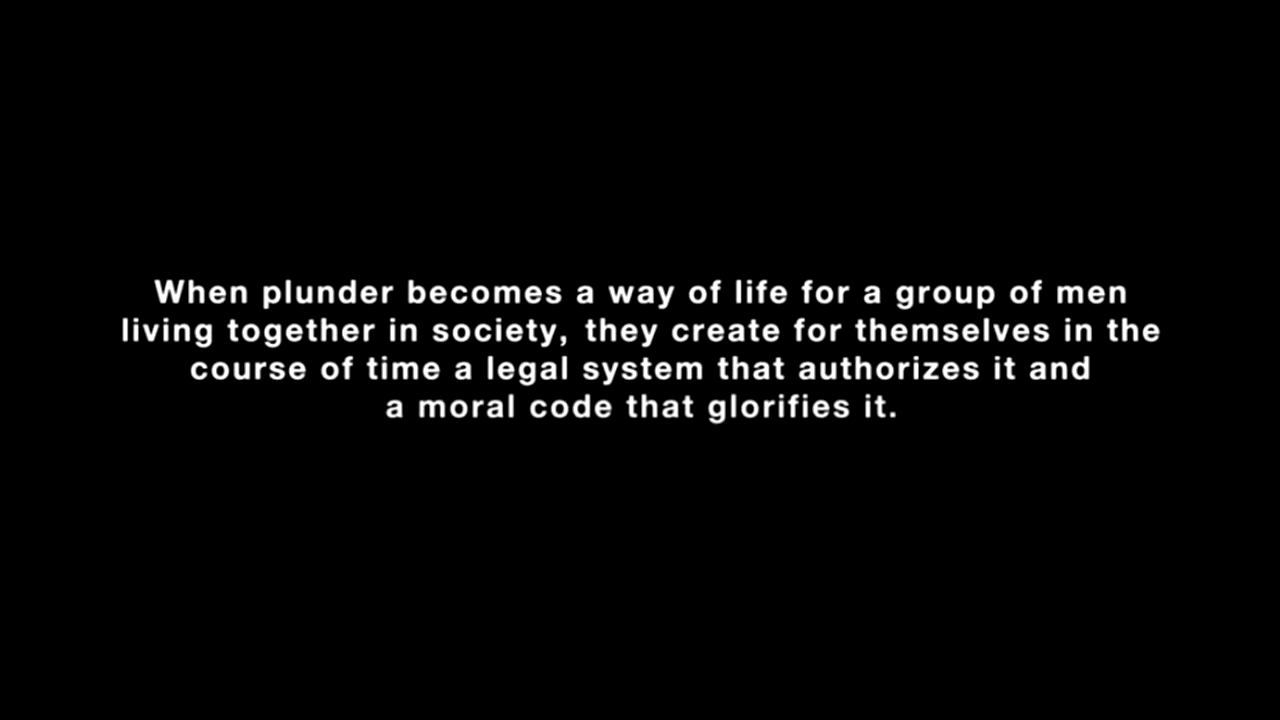 When plunder becomes a way of life for a group of men
living together in society, they create for themselves in the
course of time a legal system that authorizes it and
a moral code that glorifies it.